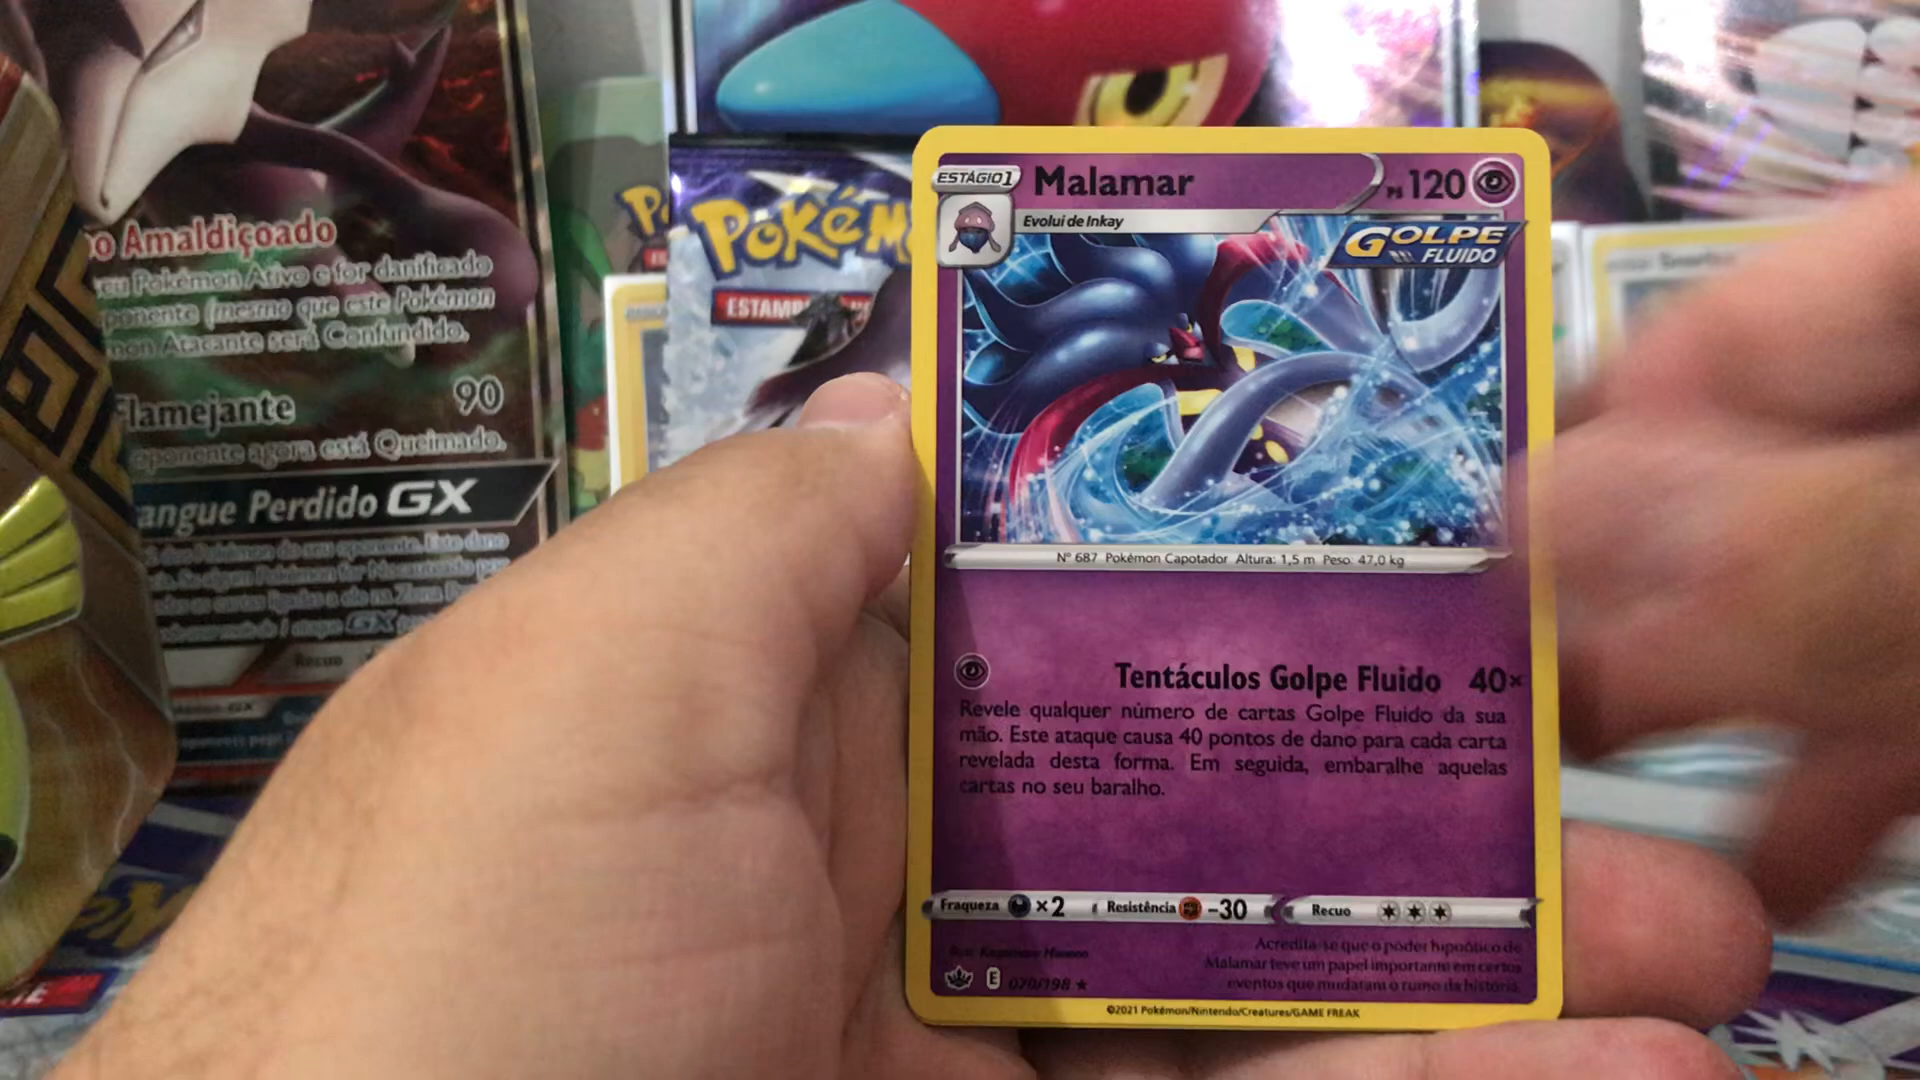 o Amaldiçoado
eu Pokémon Ativo e for danificado
ponente (mesmo que este Pokémon
mon Atacante será Confundido.
Flamejante 90
oponente agora está Queimado.
angue Perdido GX
Recuo
Pokém
ESTAMP
ESTÁGIO 1 Malamar PS 120
Evolui de Inkay
GOLPE
FLUIDO
Nº 687 Pokémon Capotador Altura: 1,5 m Peso: 47,0 kg
Tentáculos Golpe Fluido 40×
Revele qualquer número de cartas Golpe Fluido da sua
mão. Este ataque causa 40 pontos de dano para cada carta
revelada desta forma. Em seguida, embaralhe aquelas
cartas no seu baralho.
Fraqueza ×2 Resistência -30 Recuo
Acredita-se que o poder hipnótico de
Malamar teve um papel importante em certos
eventos que mudaram o rumo da história.
E 070/198 ★
©2021 Pokémon/Nintendo/Creatures/GAME FREAK